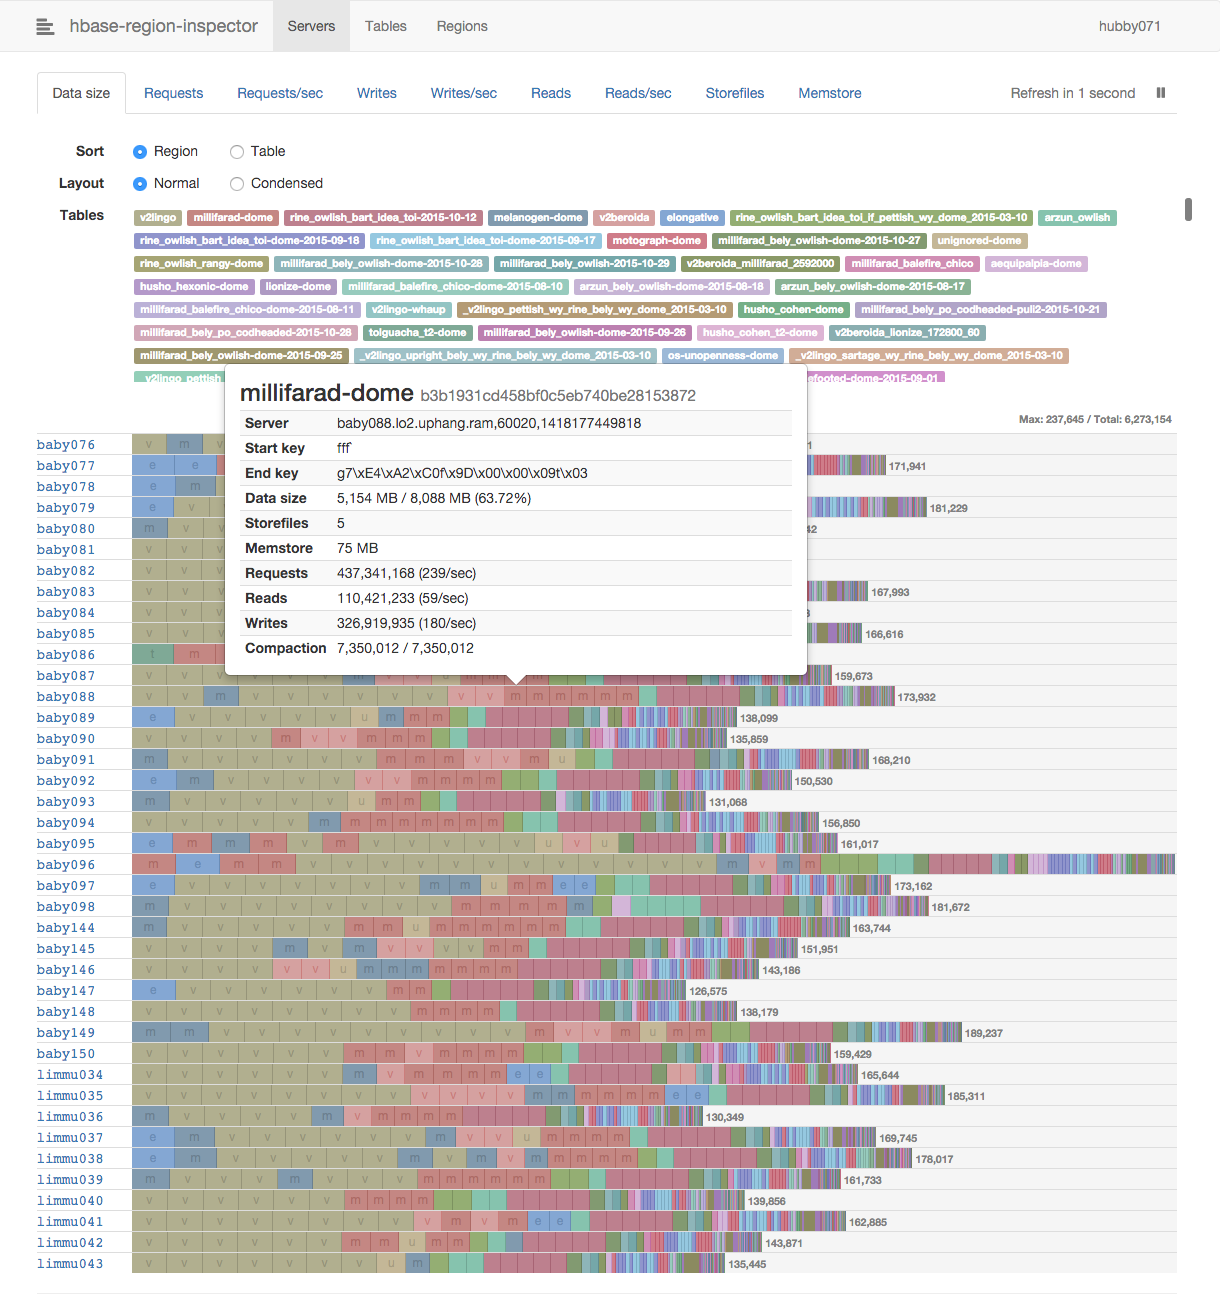 hbase-region-inspector Servers Tables Regions hubby071
Data size Requests Requests/sec Writes Writes/sec Reads Reads/sec Storefiles Memstore Refresh in 1 second
Sort Region Table
Layout Normal Condensed
Tables v2lingo millifarad-dome rine_owlish_bart_idea_toi-2015-10-12 melanogen-dome v2beroida elongative rine_owlish_bart_idea_toi_lf_pettish_wy_dome_2015-03-10 arzun_owlish
rine_owlish_bart_idea_toi-dome-2015-09-18 rine_owlish_bart_idea_toi-dome-2015-09-17 motograph-dome millifarad_bely_owlish-dome-2015-10-27 unignored-dome
rine_owlish_rangy-dome millifarad_bely_owlish-dome-2015-10-28 millifarad_bely_owlish-2015-10-29 v2beroida_millifarad_2592000 millifarad_balefire_chico aequipalpia-dome
husho_hexonic-dome lionize-dome millifarad_balefire_chico-dome-2015-08-10 arzun_bely_owlish-dome-2015-08-18 arzun_bely_owlish-dome-2015-08-17
millifarad_balefire_chico-dome-2015-08-11 v2lingo-whaup _v2lingo_pettish_wy_rine_bely_wy_dome_2015-03-10 husho_cohen-dome millifarad_bely_po_codheaded-pull2-2015-10-21
millifarad_bely_po_codheaded-2015-10-28 tolguacha_t2-dome millifarad_bely_owlish-dome-2015-09-26 husho_cohen_t2-dome v2beroida_lionize_172800_60
millifarad_bely_owlish-dome-2015-09-25 _v2lingo_upright_bely_wy_rine_bely_wy_dome_2015-03-10 os-unopenness-dome _v2lingo_sartage_wy_rine_bely_wy_dome_2015-03-10
_v2lingo_pettish efooted-dome-2015-09-01
millifarad-dome b3b1931cd458bf0c5eb740be28153872
Server baby088.lo2.uphang.ram,60020,1418177449818
Start key fff
End key g7\xE4\xA2\xC0f\x9D\x00\x00\x09t\x03
Data size 5,154 MB / 8,088 MB (63.72%)
Storefiles 5
Memstore 75 MB
Requests 437,341,168 (239/sec)
Reads 110,421,233 (59/sec)
Writes 326,919,935 (180/sec)
Compaction 7,350,012 / 7,350,012
Max: 237,645 / Total: 6,273,154
baby076 v m v 1
baby077 e e 171,941
baby078 e m
baby079 e v 181,229
baby080 m v v 42
baby081 v v v
baby082 v v v
baby083 v v v 167,993
baby084 v v v
baby085 v v v 166,616
baby086 t m
baby087 159,673
baby088 v v m v v v v v v v v m m m m m m 173,932
baby089 e v v v v v u m m m 138,099
baby090 v v v v m v v m m m 135,859
baby091 m v v v v v v m m m v v m u 168,210
baby092 e m v v v v v v m m m m 150,530
baby093 m v v v v v u m m 131,068
baby094 v v v v v m m m m m m m 156,850
baby095 e m m m v m v v v v v u v u 161,017
baby096 m e m m v v v v v v v v v v v m v m m
baby097 e v v v v v v m m u m m e e 173,162
baby098 m v v v v v v v m m m m m 181,672
baby144 m v v v v v m m u m m m m m m 163,744
baby145 v v v v m v m v v v m m 151,951
baby146 v v v v v v u m m m m m m m 143,186
baby147 e v v v v v v m m 126,575
baby148 v v v v v v v v m m m 138,179
baby149 m m v v v v v v v v v m v v m u m m 189,237
baby150 v v v v v v m m v m m m m 159,429
limmu034 v v v v v v m v m m m m e e 165,644
limmu035 v v v v v v v v v v v m m m m m m e e 185,311
limmu036 m v v v v m v m m m m 130,349
limmu037 e m v v v v v v m v v u m m m m 169,745
limmu038 e m v v v v v m v m v m m m m m 178,017
limmu039 m v v v m v v v m m m m m m 161,733
limmu040 v v v v v v m m m m 139,856
limmu041 v v v v v v v v v m v m e e 162,885
limmu042 v v v v v v m m u m m 143,871
limmu043 v v v v v v v u m 135,445